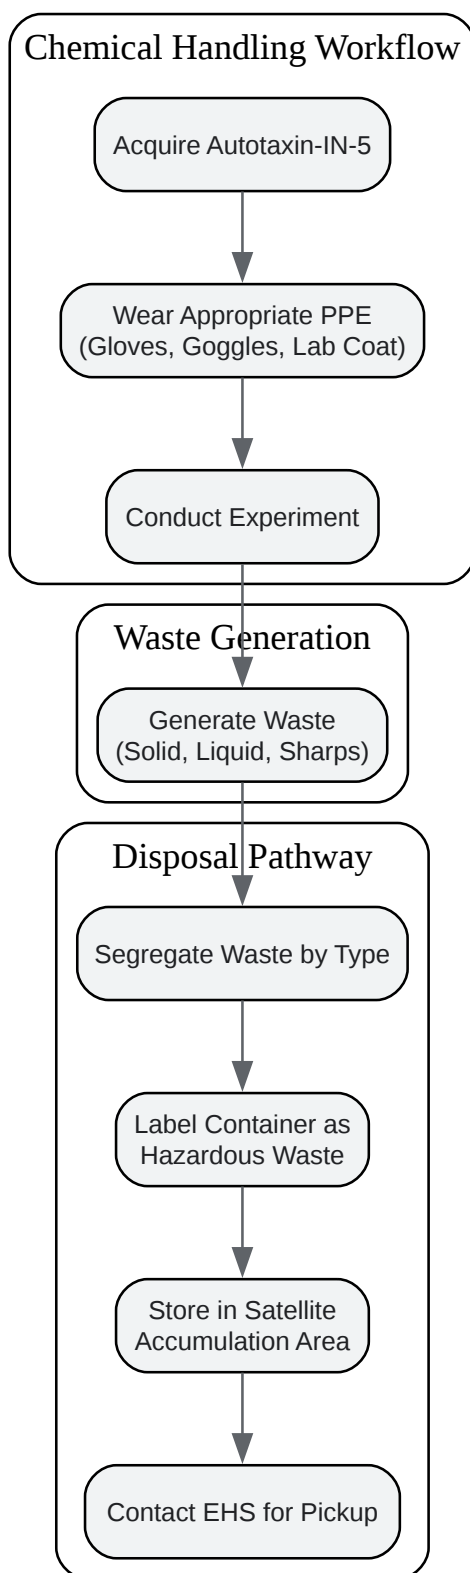 Chemical Handling Workflow
Acquire Autotaxin-IN-5
Wear Appropriate PPE
(Gloves, Goggles, Lab Coat)
Conduct Experiment
Waste Generation
Generate Waste
(Solid, Liquid, Sharps)
Disposal Pathway
Segregate Waste by Type
Label Container as
Hazardous Waste
Store in Satellite
Accumulation Area
Contact EHS for Pickup